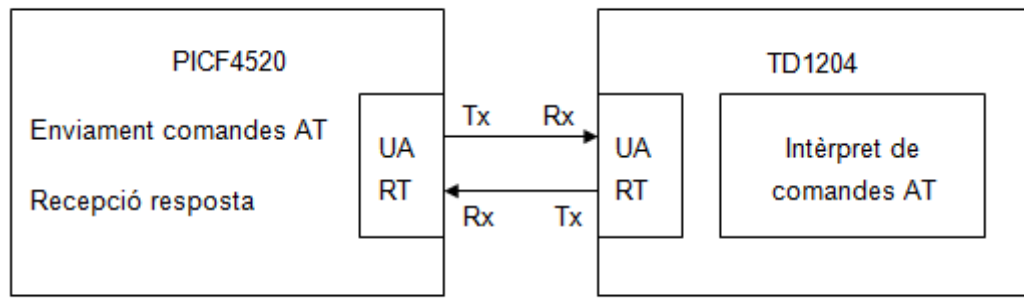 PICF4520
TD1204
Enviament comandes AT
Recepció resposta
UA
RT
Tx
Rx
Rx
Tx
UA
RT
Intèrpret de
comandes AT